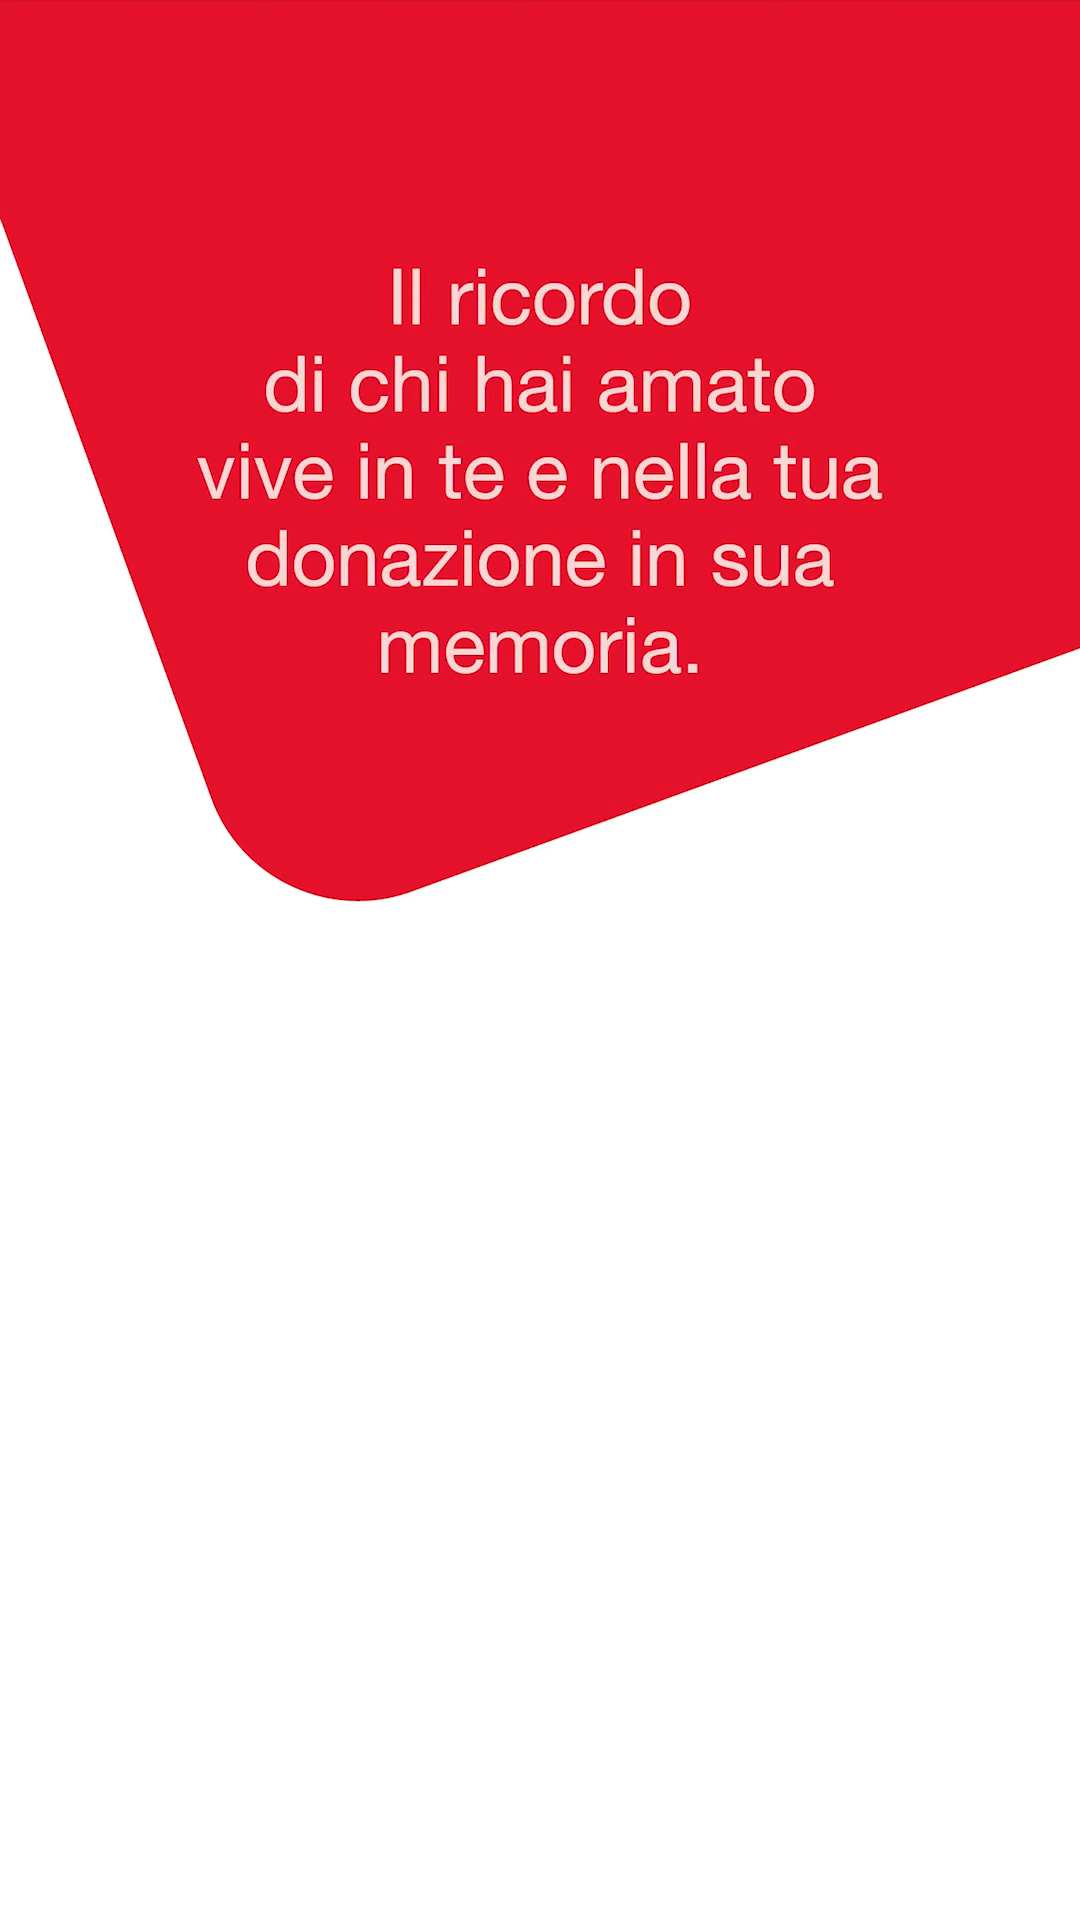 Il ricordo
di chi hai amato
vive in te e nella tua
donazione in sua
memoria.